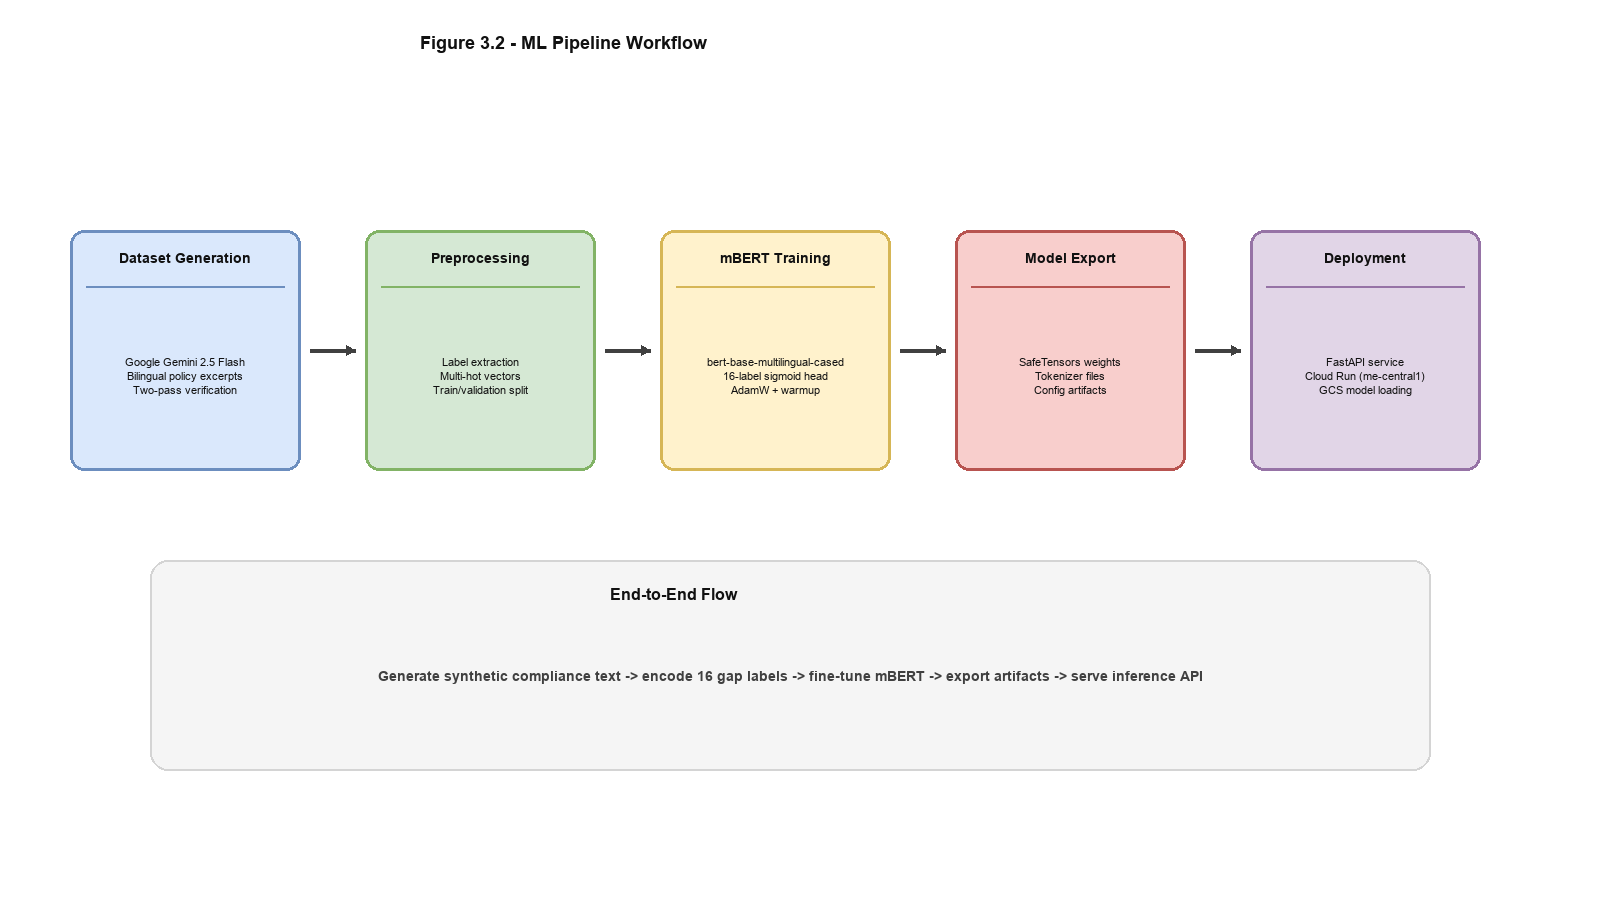 Figure 3.2 - ML Pipeline Workflow
Dataset Generation
Google Gemini 2.5 Flash
Bilingual policy excerpts
Two-pass verification
Preprocessing
Label extraction
Multi-hot vectors
Train/validation split
mBERT Training
bert-base-multilingual-cased
16-label sigmoid head
AdamW + warmup
Model Export
SafeTensors weights
Tokenizer files
Config artifacts
Deployment
FastAPI service
Cloud Run (me-central1)
GCS model loading
End-to-End Flow
Generate synthetic compliance text -> encode 16 gap labels -> fine-tune mBERT -> export artifacts -> serve inference API